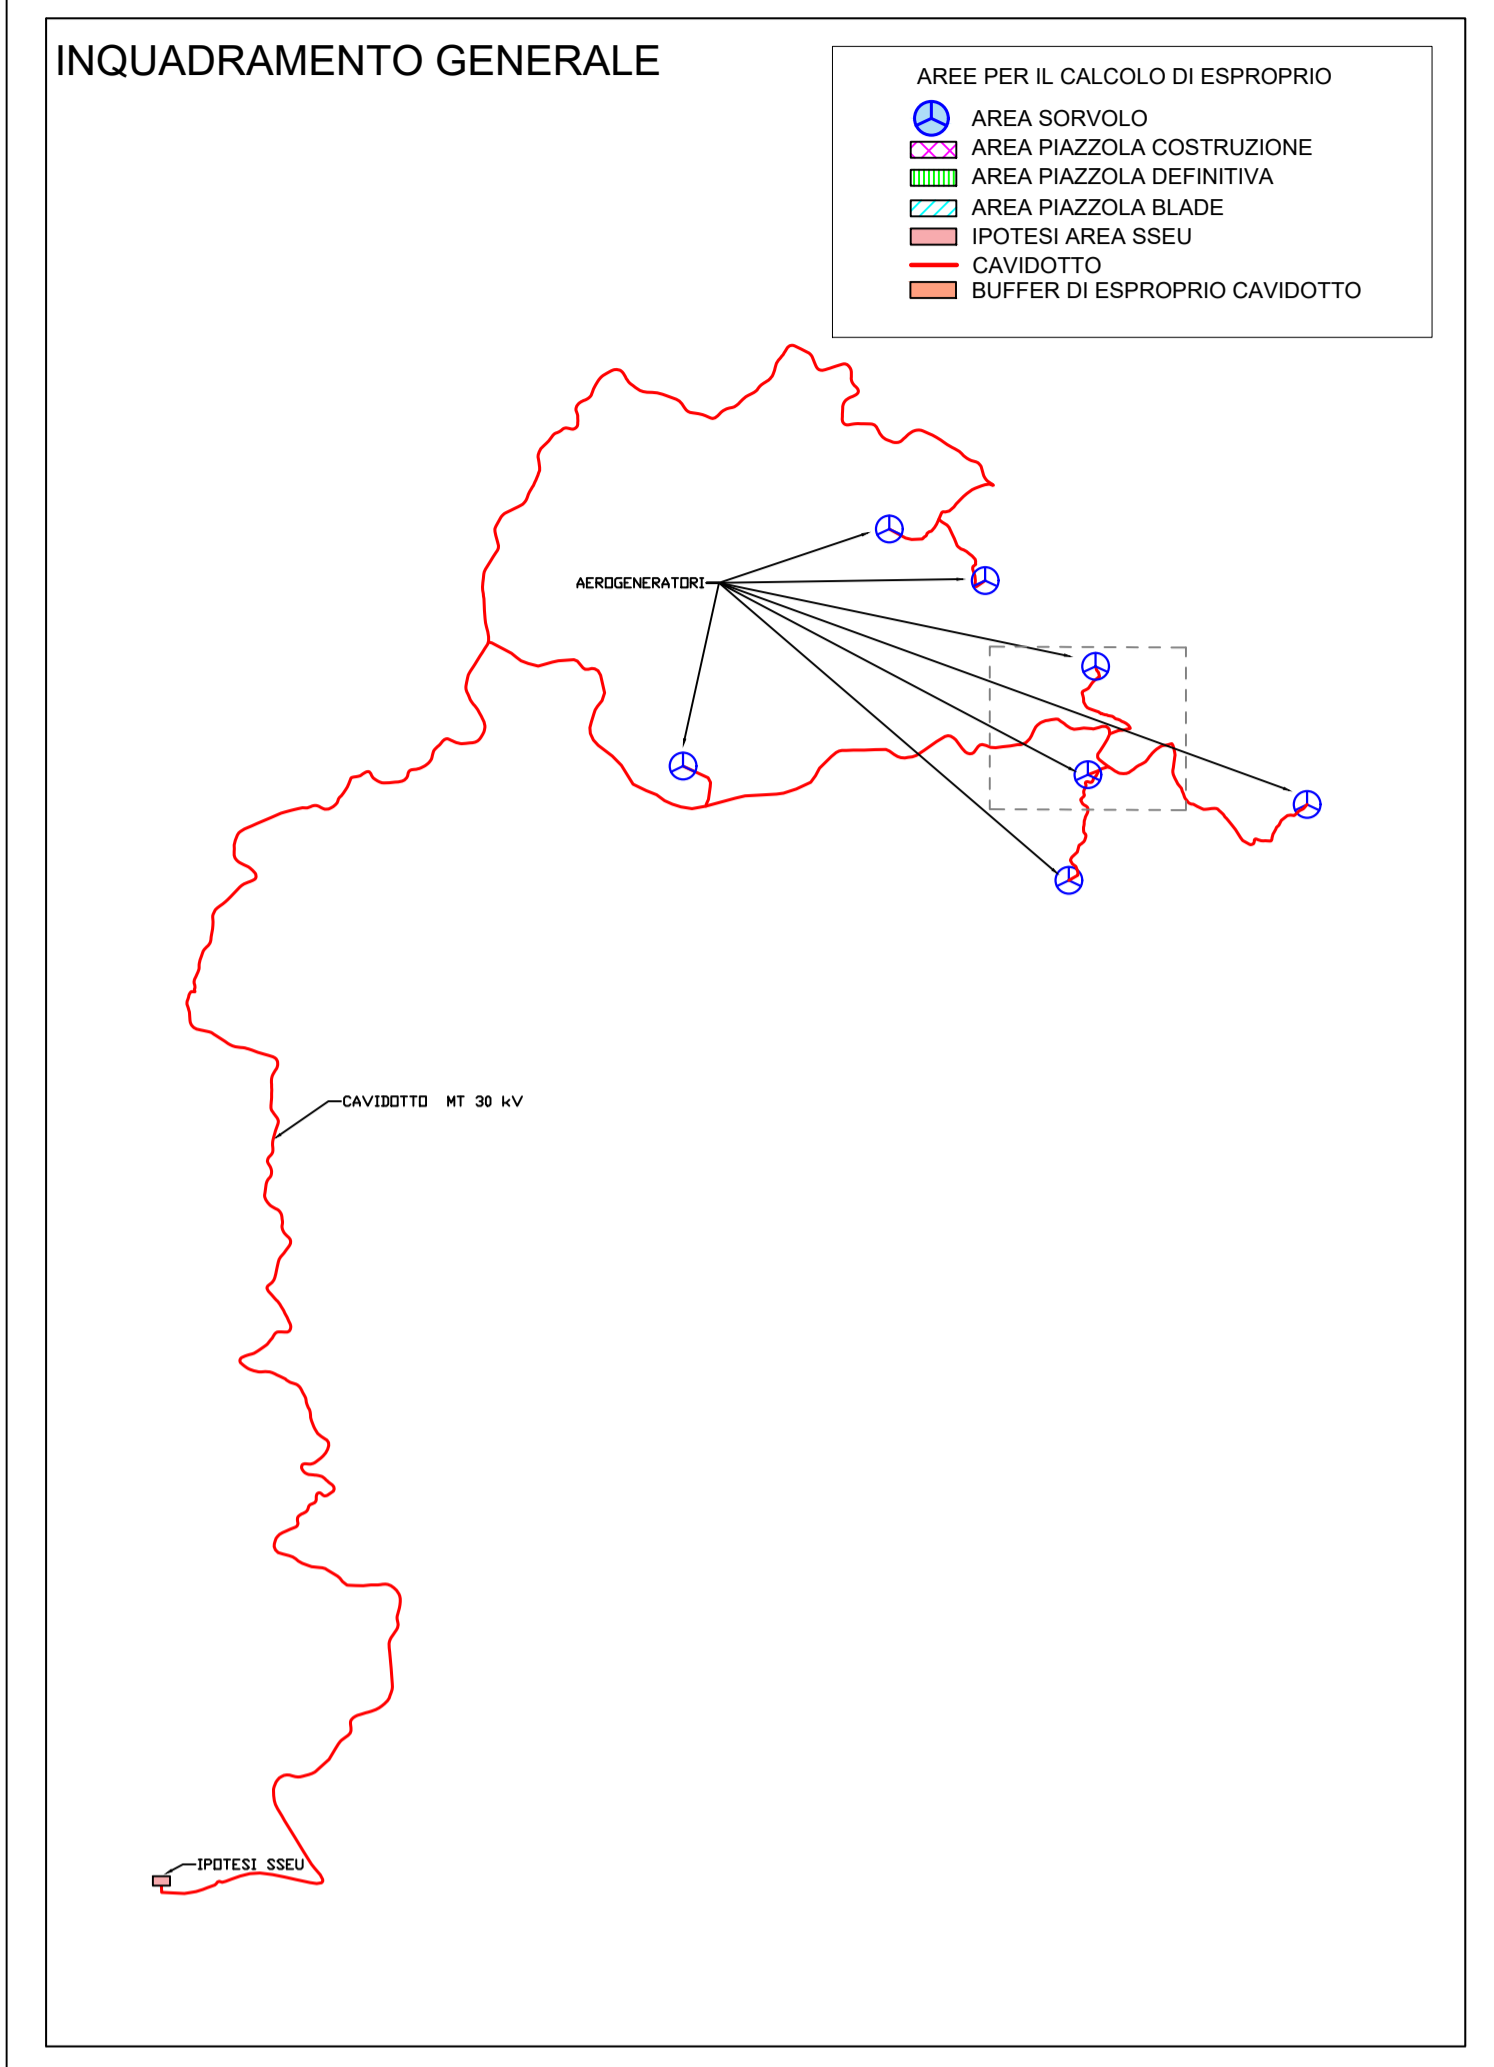 INQUADRAMENTO GENERALE
AREE PER IL CALCOLO DI ESPROPRIO
AREA SORVOLO
AREA PIAZZOLA COSTRUZIONE
AREA PIAZZOLA DEFINITIVA
AREA PIAZZOLA BLADE
IPOTESI AREA SSEU
CAVIDOTTO
BUFFER DI ESPROPRIO CAVIDOTTO
AEROGENERATORI
CAVIDOTTO MT 30 kV
IPOTESI SSEU